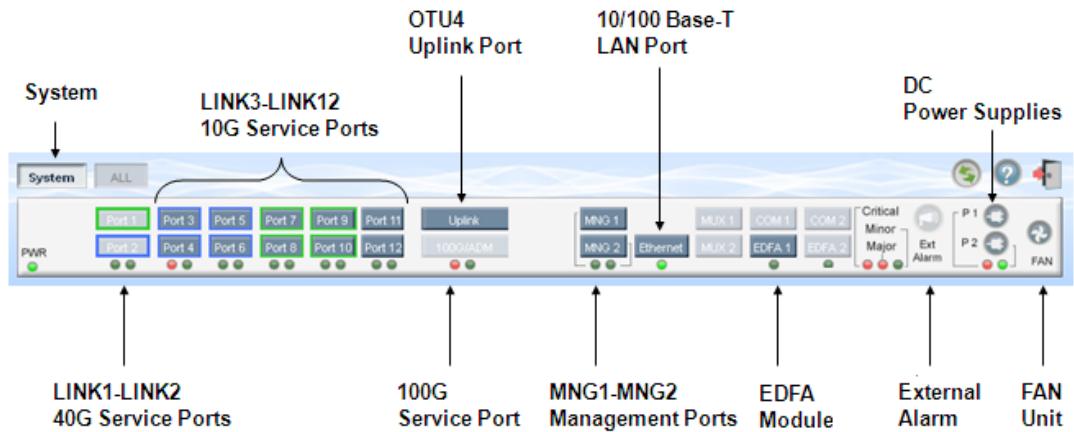 OTU4
Uplink Port
10/100 Base-T
LAN Port
DC
Power Supplies
System
LINK3-LINK12
10G Service Ports
System
ALL
Port 1
Port 3
Port 5
Port 7
Port 9
Port 11
Uplink
MNG 1
MUX 1
COM 1
COM 2
Critical
Minor
Major
P 1
Port 2
Port 4
Port 6
Port 8
Port 10
Port 12
100G/ADM
MNG 2
Ethernet
MUX 2
EDFA 1
EDFA 2
Ext
Alarm
P 2
PWR
FAN
LINK1-LINK2
40G Service Ports
100G
Service Port
MNG1-MNG2
Management Ports
EDFA
Module
External
Alarm
FAN
Unit